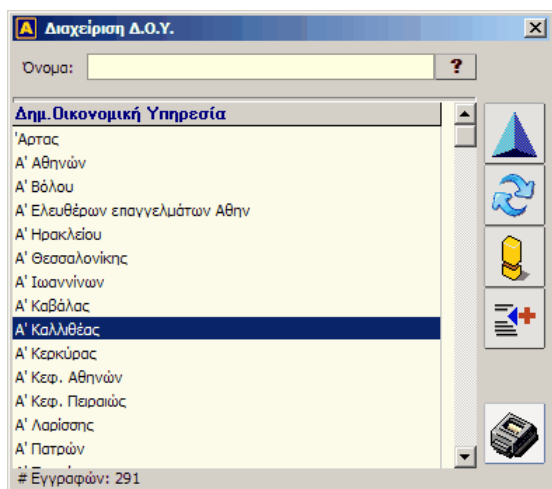 A Διαχείριση Δ.Ο.Υ.
Όνομα: ?
Δημ.Οικονομική Υπηρεσία
'Αρτας
Α' Αθηνών
Α' Βόλου
Α' Ελευθέρων επαγγελμάτων Αθην
Α' Ηρακλείου
Α' Θεσσαλονίκης
Α' Ιωαννίνων
Α' Καβάλας
Α' Καλλιθέας
Α' Κερκύρας
Α' Κεφ. Αθηνών
Α' Κεφ. Πειραιώς
Α' Λαρίσσης
Α' Πατρών
# Εγγραφών: 291